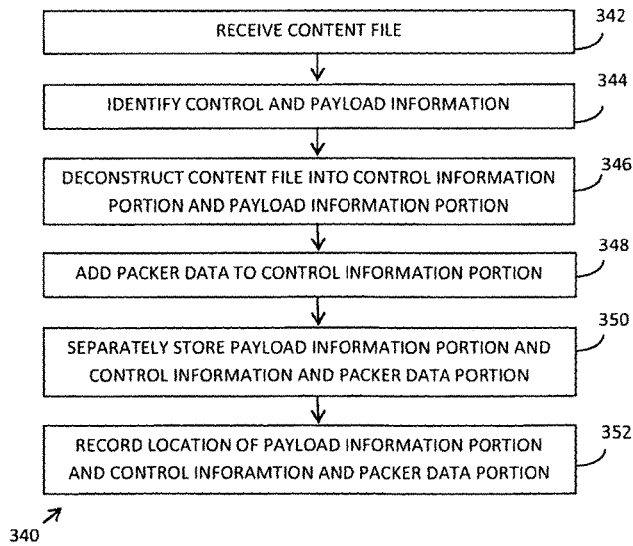 RECEIVE CONTENT FILE
342
IDENTIFY CONTROL AND PAYLOAD INFORMATION
344
DECONSTRUCT CONTENT FILE INTO CONTROL INFORMATION
PORTION AND PAYLOAD INFORMATION PORTION
346
ADD PACKER DATA TO CONTROL INFORMATION PORTION
348
SEPARATELY STORE PAYLOAD INFORMATION PORTION AND
CONTROL INFORMATION AND PACKER DATA PORTION
350
RECORD LOCATION OF PAYLOAD INFORMATION PORTION
AND CONTROL INFORAMTION AND PACKER DATA PORTION
352
340